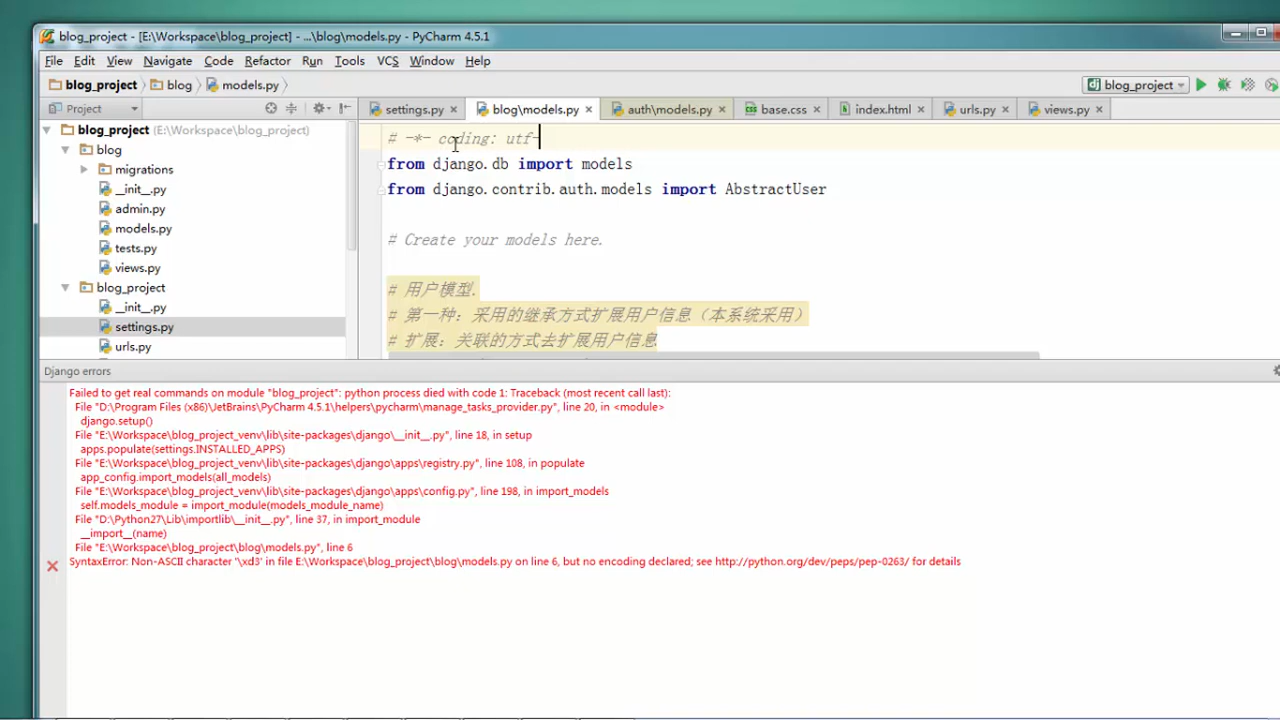 blog_project - [E:\Workspace\blog_project] - ...\blog\models.py - PyCharm 4.5.1
File Edit View Navigate Code Refactor Run Tools VCS Window Help
blog_project blog models.py blog_project
Project settings.py blog\models.py auth\models.py base.css index.html urls.py views.py
blog_project (E:\Workspace\blog_project)
blog
migrations
__init__.py
admin.py
models.py
tests.py
views.py
blog_project
__init__.py
settings.py
urls.py
# -*- coding: utf-
from django.db import models
from django.contrib.auth.models import AbstractUser
# Create your models here.
# 用户模型.
# 第一种：采用的继承方式扩展用户信息（本系统采用）
# 扩展：关联的方式去扩展用户信息
Django errors
Failed to get real commands on module "blog_project": python process died with code 1: Traceback (most recent call last):
File "D:\Program Files (x86)\JetBrains\PyCharm 4.5.1\helpers\pycharm\manage_tasks_provider.py", line 20, in <module>
django.setup()
File "E:\Workspace\blog_project_venv\lib\site-packages\django\__init__.py", line 18, in setup
apps.populate(settings.INSTALLED_APPS)
File "E:\Workspace\blog_project_venv\lib\site-packages\django\apps\registry.py", line 108, in populate
app_config.import_models(all_models)
File "E:\Workspace\blog_project_venv\lib\site-packages\django\apps\config.py", line 198, in import_models
self.models_module = import_module(models_module_name)
File "D:\Python27\Lib\importlib\__init__.py", line 37, in import_module
__import__(name)
File "E:\Workspace\blog_project\blog\models.py", line 6
SyntaxError: Non-ASCII character '\xd3' in file E:\Workspace\blog_project\blog\models.py on line 6, but no encoding declared; see http://python.org/dev/peps/pep-0263/ for details